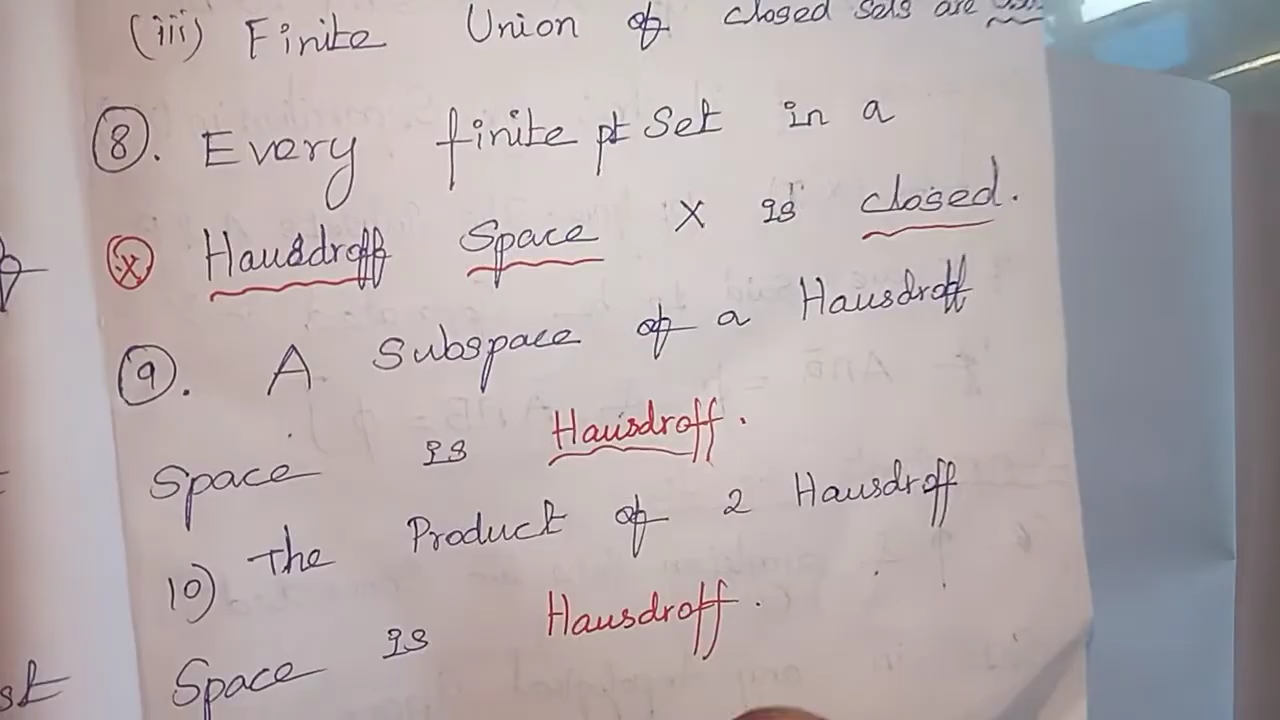 (iii) Finite Union of closed sets are
8. Every finite pt Set in a
(x) Hausdroff Space X is closed.
9. A Subspace of a Hausdroff
Space is Hausdroff.
10) The Product of 2 Hausdroff
Space is Hausdroff.
st